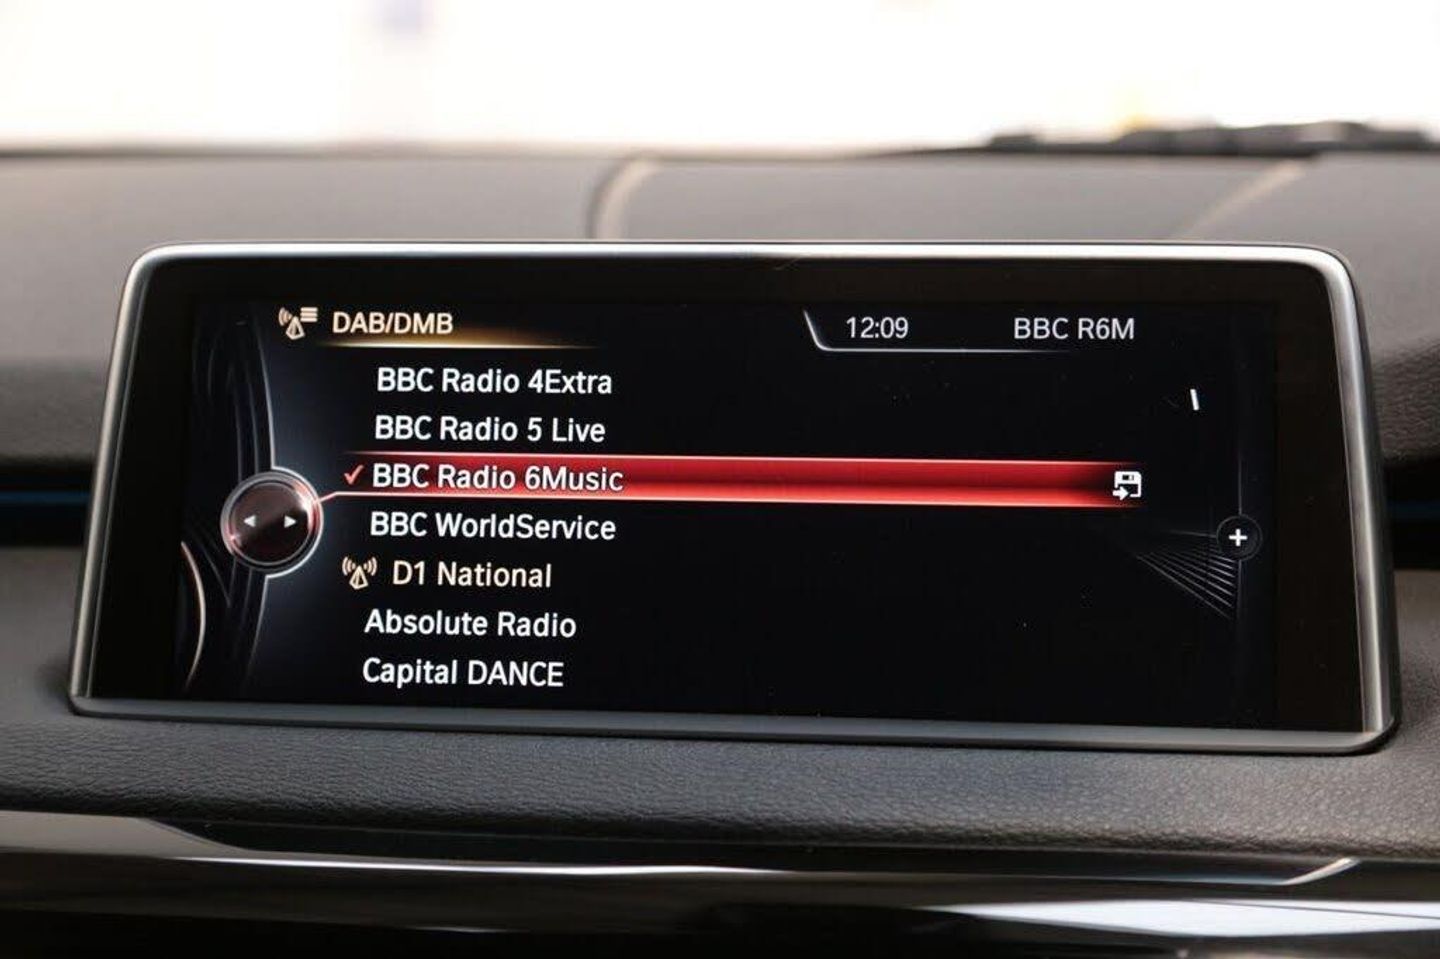 DAB/DMB
12:09
BBC R6M
BBC Radio 4Extra
BBC Radio 5 Live
BBC Radio 6Music
BBC WorldService
D1 National
Absolute Radio
Capital DANCE